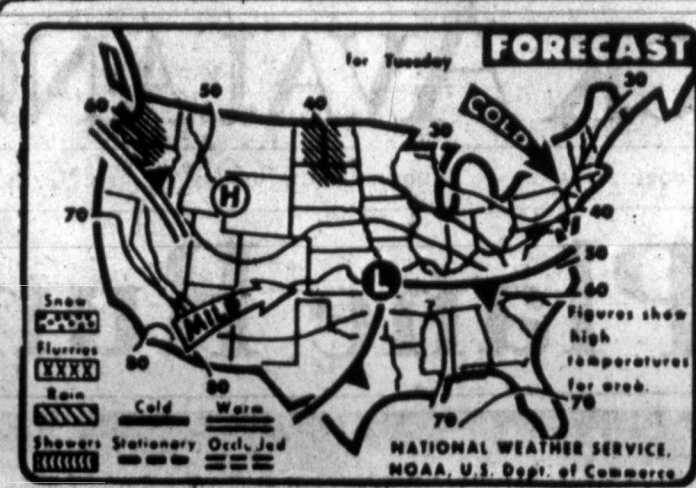 FORECAST
for Tuesday
COLD
30
60
50
40
30
H
70
40
50
L
60
MILD
80
80
70
70
Figures show
high
temperatures
for area.
Snow
Flurries
Rain
Showers
Cold
Warm
Stationary
Occluded
NATIONAL WEATHER SERVICE,
NOAA, U.S. Dept. of Commerce